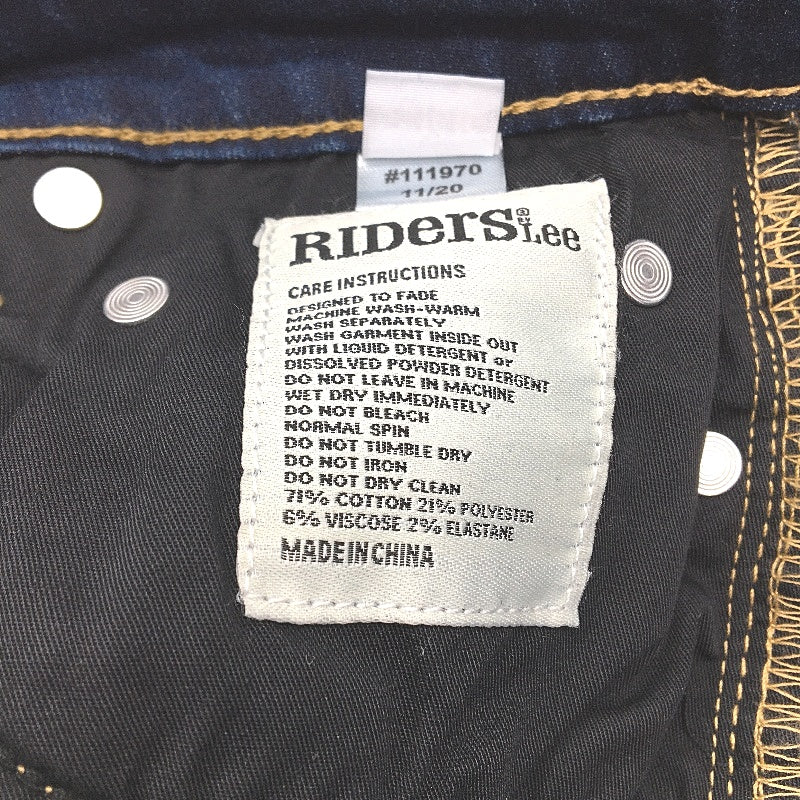 #111970
11/20
RIDERS® BY Lee
CARE INSTRUCTIONS
DESIGNED TO FADE
MACHINE WASH-WARM
WASH SEPARATELY
WASH GARMENT INSIDE OUT
WITH LIQUID DETERGENT or
DISSOLVED POWDER DETERGENT
DO NOT LEAVE IN MACHINE
WET DRY IMMEDIATELY
DO NOT BLEACH
NORMAL SPIN
DO NOT TUMBLE DRY
DO NOT IRON
DO NOT DRY CLEAN
71% COTTON 21% POLYESTER
6% VISCOSE 2% ELASTANE
MADE IN CHINA